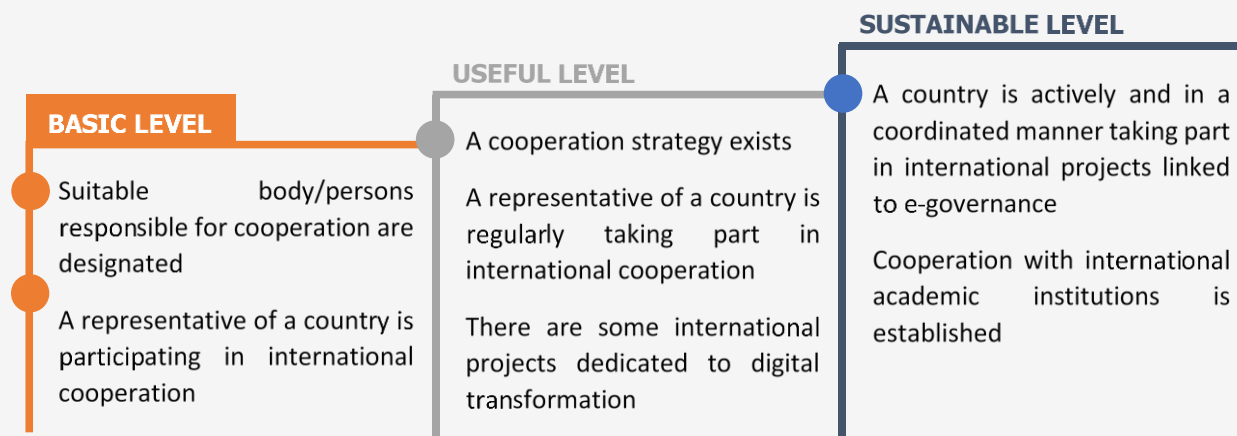 BASIC LEVEL
Suitable body/persons
responsible for cooperation are
designated
A representative of a country is
participating in international
cooperation
USEFUL LEVEL
A cooperation strategy exists
A representative of a country is
regularly taking part in
international cooperation
There are some international
projects dedicated to digital
transformation
SUSTAINABLE LEVEL
A country is actively and in a
coordinated manner taking part
in international projects linked
to e-governance
Cooperation with international
academic institutions is
established